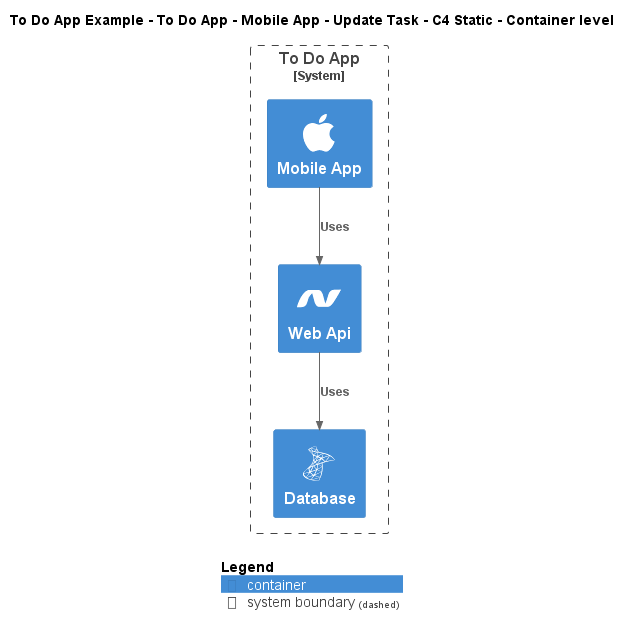 To Do App Example - To Do App - Mobile App - Update Task - C4 Static - Container level
To Do App
[System]
Mobile App
Uses
Web Api
Uses
Database
Legend
container
system boundary (dashed)